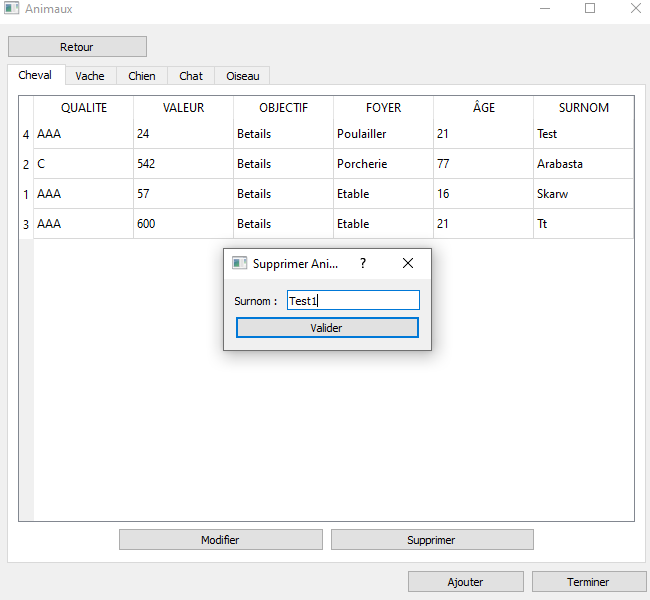 Animaux
Retour
Cheval Vache Chien Chat Oiseau
QUALITE VALEUR OBJECTIF FOYER ÂGE SURNOM
4 AAA 24 Betails Poulailler 21 Test
2 C 542 Betails Porcherie 77 Arabasta
1 AAA 57 Betails Etable 16 Skarw
3 AAA 600 Betails Etable 21 Tt
Supprimer Ani... ?
Surnom : Test1
Valider
Modifier Supprimer
Ajouter Terminer